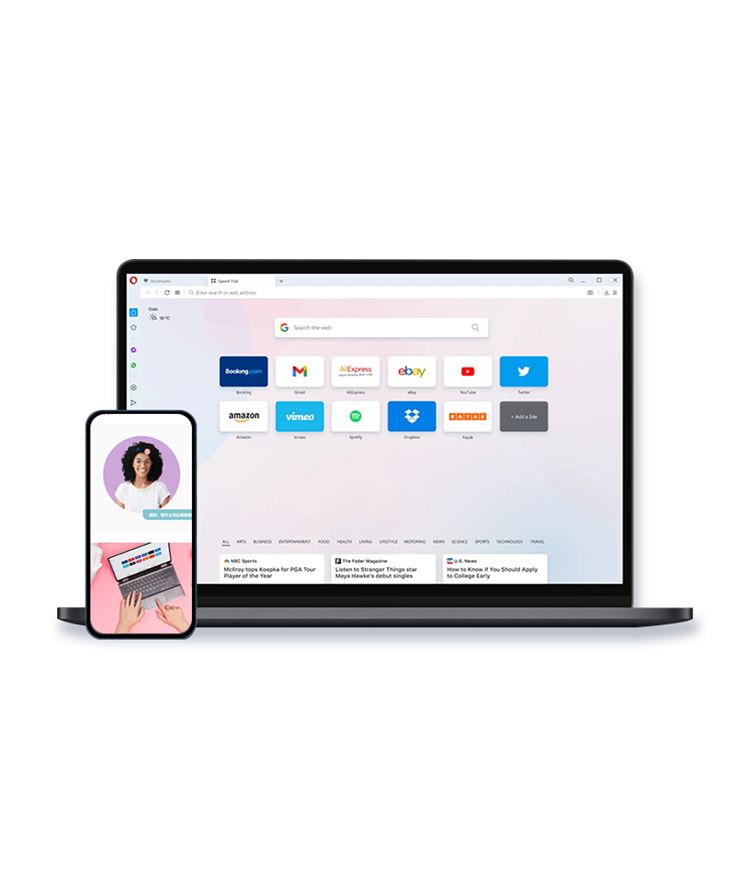 Bookmarks
Speed Dial
Enter search or web address
Oslo
16 °C
Search the web
Booking.com
M
AliExpress
ebay
Booking
Gmail
AliExpress
eBay
YouTube
Twitter
amazon
vimeo
KAYAK
+ Add a Site
Amazon
Vimeo
Spotify
Dropbox
Kayak
ALL ARTS BUSINESS ENTERTAINMENT FOOD HEALTH LIVING LIFESTYLE MOTORING NEWS SCIENCE SPORTS TECHNOLOGY TRAVEL
NBC Sports
McIlroy tops Koepka for PGA Tour
Player of the Year
The Fader Magazine
Listen to Stranger Things star
Maya Hawke's debut singles
U.S. News
How to Know if You Should Apply
to College Early